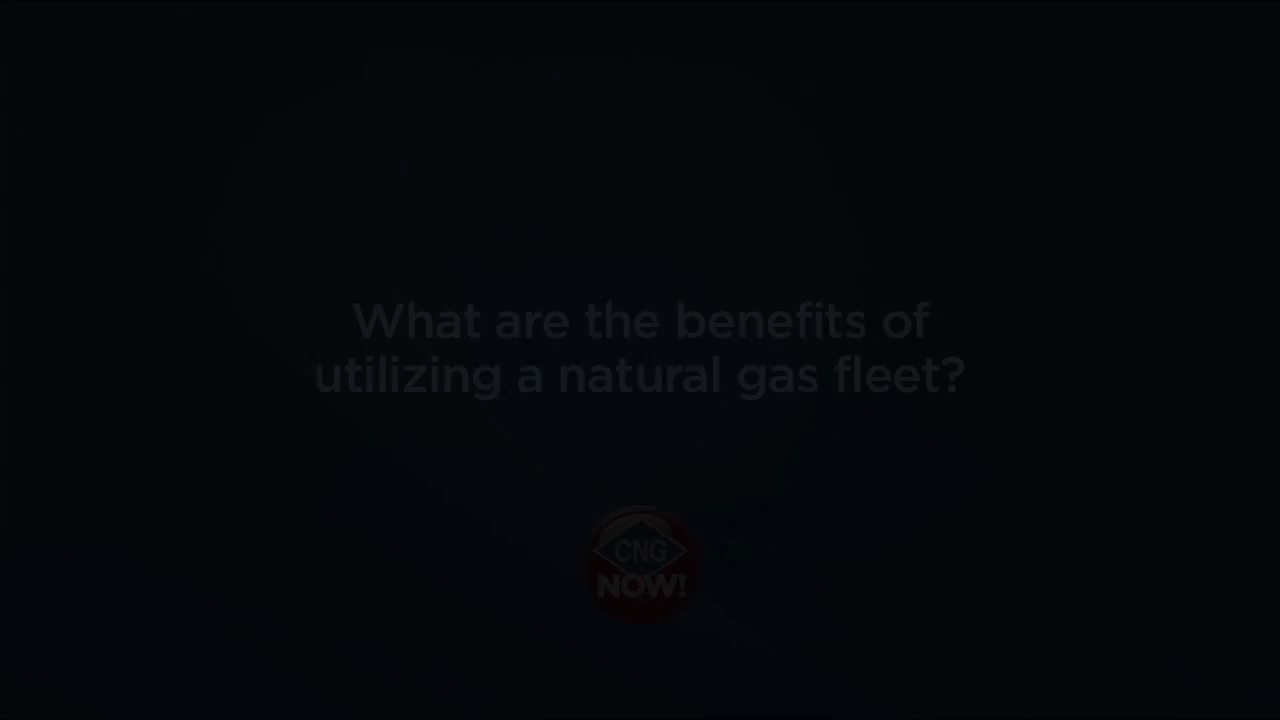 What are the benefits of
utilizing a natural gas fleet?
CNG
NOW!